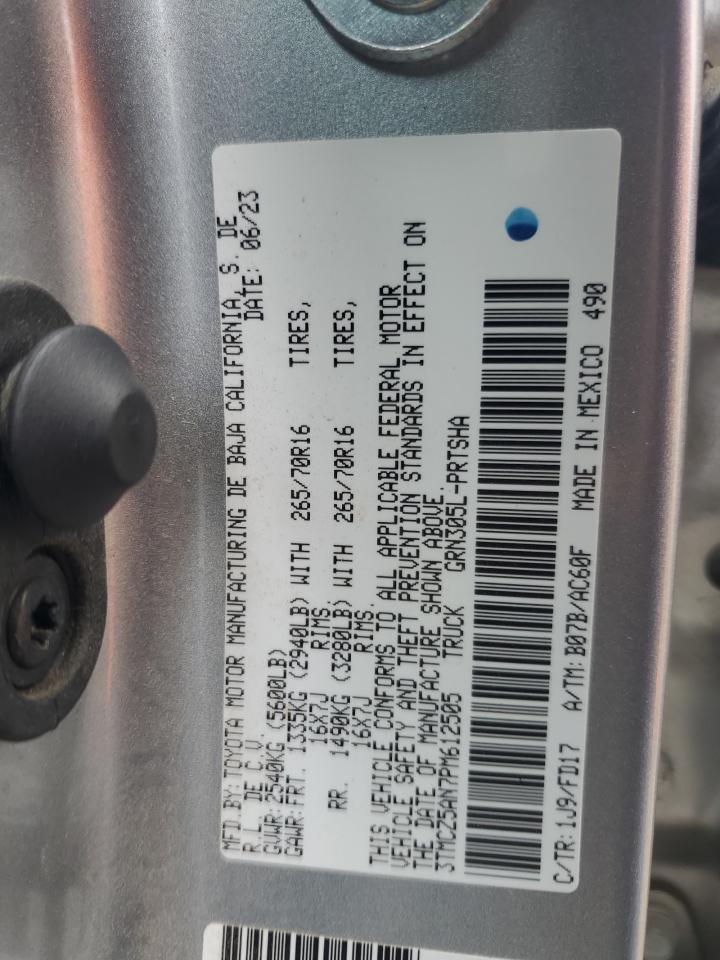 MFD. BY: TOYOTA MOTOR MANUFACTURING DE BAJA CALIFORNIA, S. DE
R. L. DE C. V. DATE: 06/23
GVWR: 2540KG (5600LB)
GAWR: FRT. 1335KG (2940LB) WITH 265/70R16 TIRES,
16X7J RIMS.
RR. 1490KG (3280LB) WITH 265/70R16 TIRES,
16X7J RIMS.
THIS VEHICLE CONFORMS TO ALL APPLICABLE FEDERAL MOTOR
VEHICLE SAFETY AND THEFT PREVENTION STANDARDS IN EFFECT ON
THE DATE OF MANUFACTURE SHOWN ABOVE.
3TMCZ5AN7PM612505 TRUCK GRN305L-PRTSHA
C/TR: 1J9/FD17 A/TM: B07B/AC60F MADE IN MEXICO 490